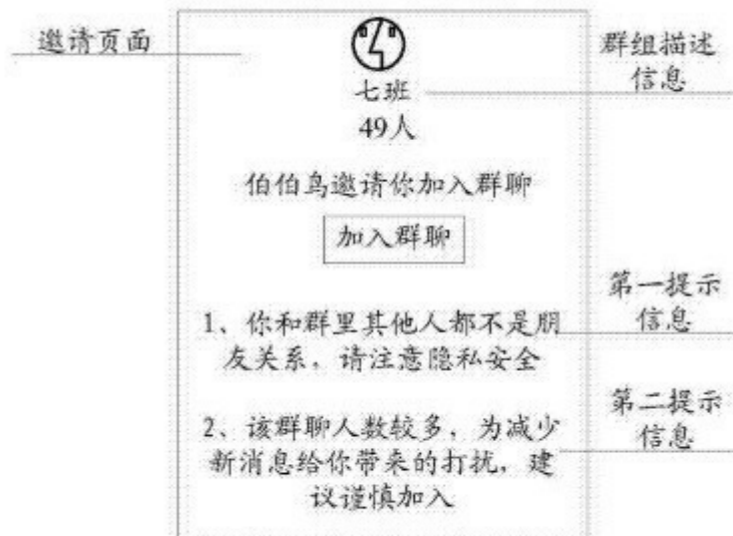 邀请页面
群组描述
信息
七班
49人
伯伯鸟邀请你加入群聊
加入群聊
第一提示
信息
1、你和群里其他人都不是朋
友关系，请注意隐私安全
第二提示
信息
2、该群聊人数较多，为减少
新消息给你带来的打扰，建
议谨慎加入